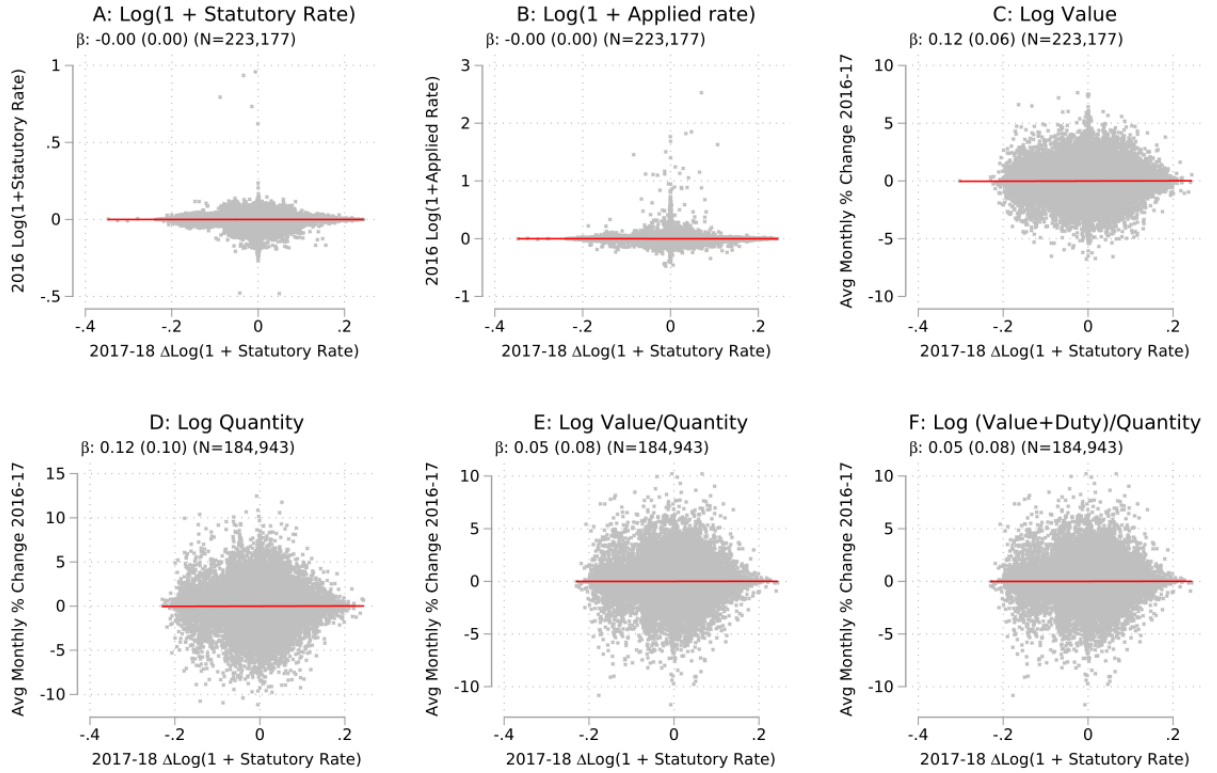 A: Log(1 + Statutory Rate)
β: -0.00 (0.00) (N=223,177)
2016 Log(1+Statutory Rate)
1
.5
0
-.5
-.4
-.2
0
.2
2017-18 ΔLog(1 + Statutory Rate)
B: Log(1 + Applied rate)
β: -0.00 (0.00) (N=223,177)
2016 Log(1+Applied Rate)
3
2
1
0
-1
-.4
-.2
0
.2
2017-18 ΔLog(1 + Statutory Rate)
C: Log Value
β: 0.12 (0.06) (N=223,177)
Avg Monthly % Change 2016-17
10
5
0
-5
-10
-.4
-.2
0
.2
2017-18 ΔLog(1 + Statutory Rate)
D: Log Quantity
β: 0.12 (0.10) (N=184,943)
Avg Monthly % Change 2016-17
15
10
5
0
-5
-10
-.4
-.2
0
.2
2017-18 ΔLog(1 + Statutory Rate)
E: Log Value/Quantity
β: 0.05 (0.08) (N=184,943)
Avg Monthly % Change 2016-17
10
5
0
-5
-10
-.4
-.2
0
.2
2017-18 ΔLog(1 + Statutory Rate)
F: Log (Value+Duty)/Quantity
β: 0.05 (0.08) (N=184,943)
Avg Monthly % Change 2016-17
10
5
0
-5
-10
-.4
-.2
0
.2
2017-18 ΔLog(1 + Statutory Rate)